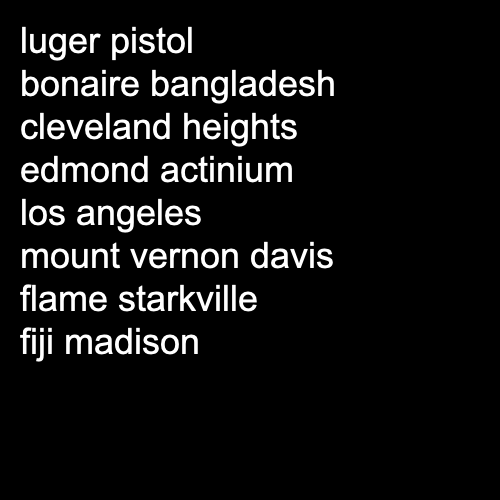 luger pistol
bonaire bangladesh
cleveland heights
edmond actinium
los angeles
mount vernon davis
flame starkville
fiji madison